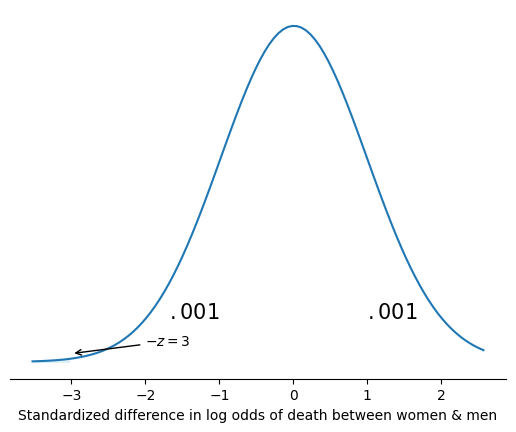 .001 .001
−z = 3
−3 −2 −1 0 1 2
Standardized difference in log odds of death between women & men